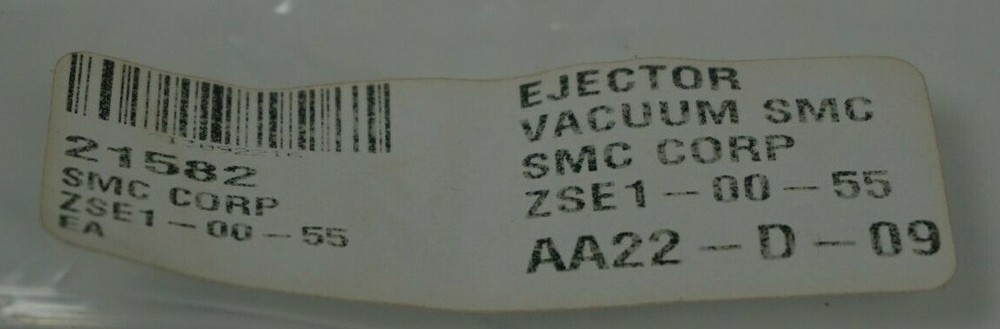 21582
SMC CORP
ZSE1-00-55
EA
EJECTOR
VACUUM SMC
SMC CORP
ZSE1-00-55
AA22-D-09